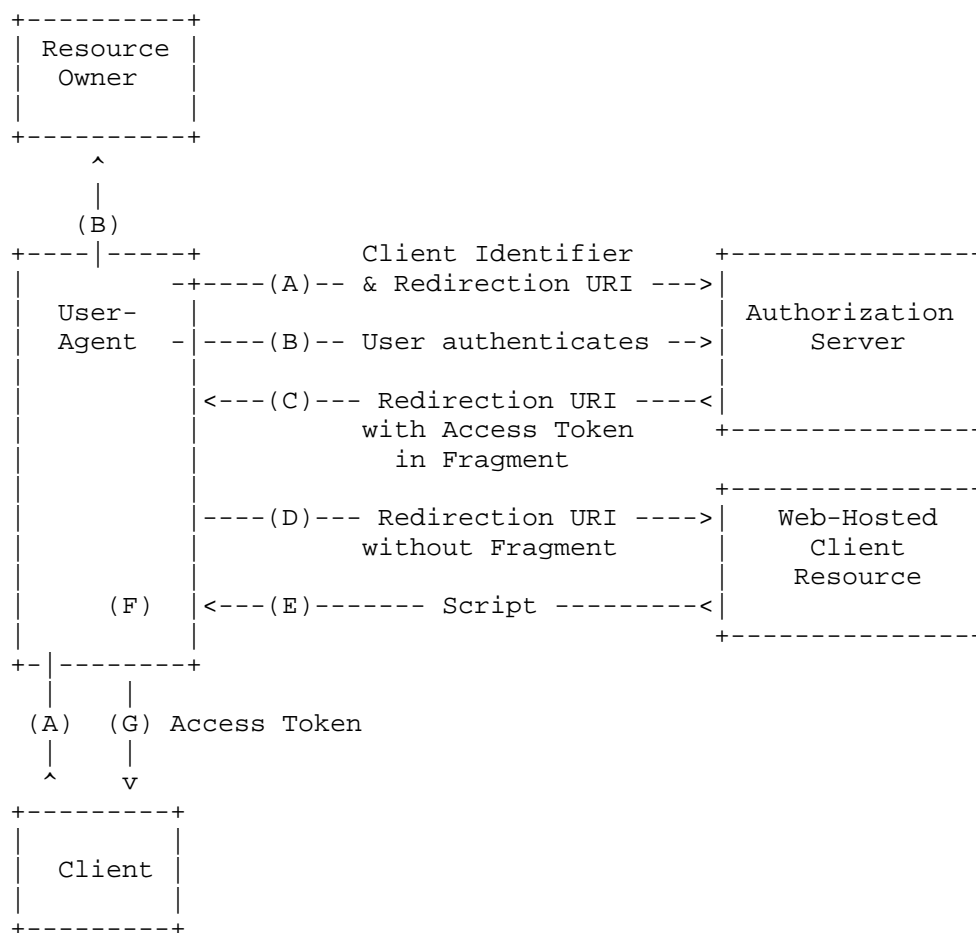 Resource
Owner
(B)
Client Identifier
(A) & Redirection URI
User-
Agent
Authorization
Server
(B) User authenticates
(C) Redirection URI
with Access Token
in Fragment
(D) Redirection URI
without Fragment
Web-Hosted
Client
Resource
(F)
(E) Script
(A) (G) Access Token
v
Client